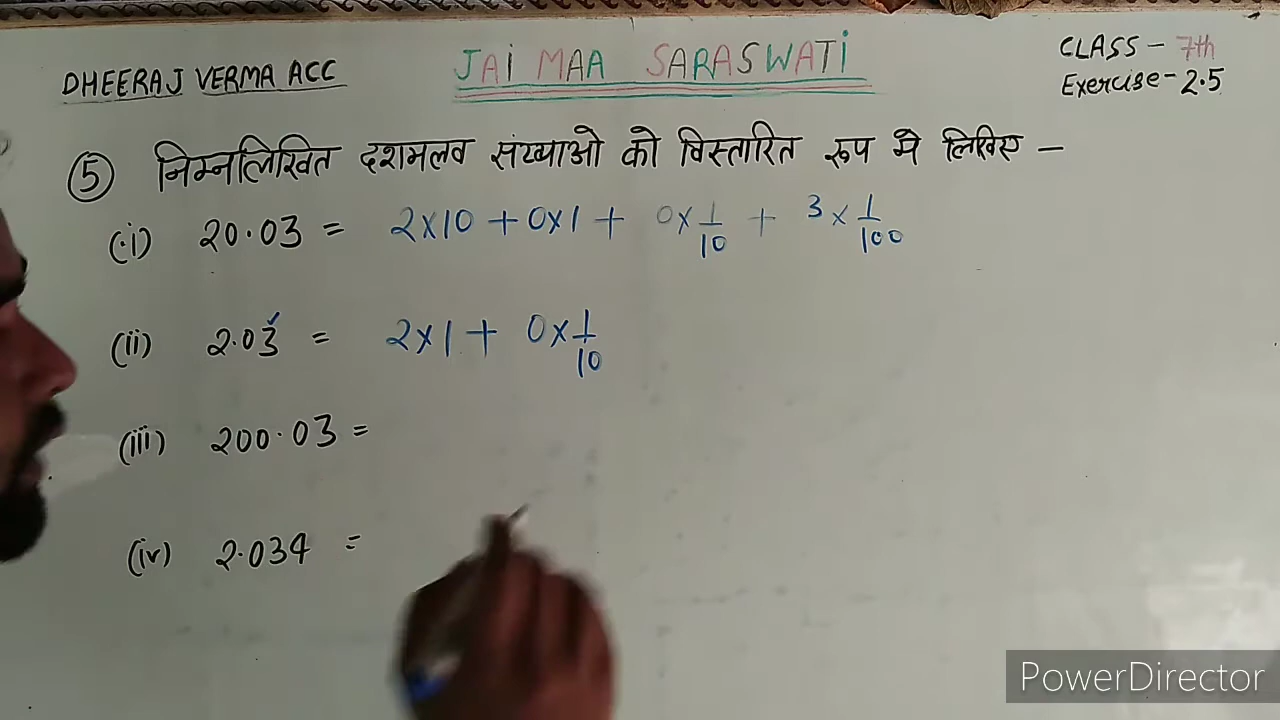 DHEERAJ VERMA ACC
JAI MAA SARASWATI
CLASS - 7th
Exercise - 2.5
(5) निम्नलिखित दशमलव संख्याओ को विस्तारित रुप मे लिखिए -
(i) 20.03 = 2×10 + 0×1 + 0×1/10 + 3×1/100
(ii) 2.03 = 2×1 + 0×1/10
(iii) 200.03 =
(iv) 2.034 =
PowerDirector